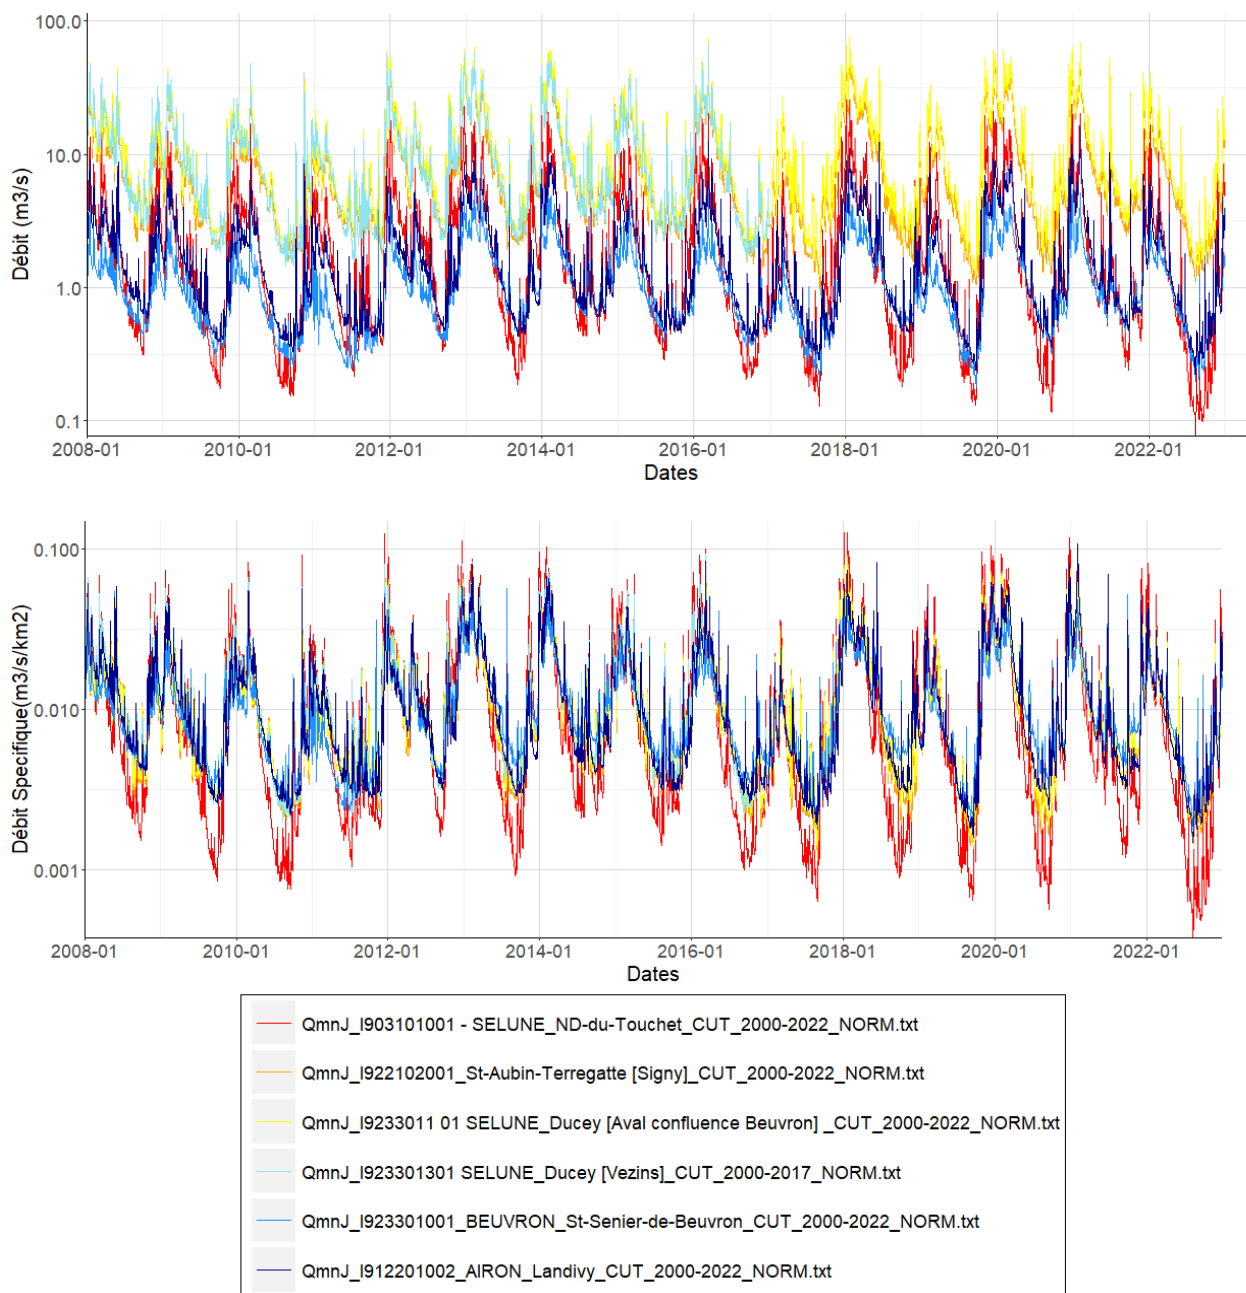 100.0
10.0
1.0
0.1
Débit (m3/s)
2008-01 2010-01 2012-01 2014-01 2016-01 2018-01 2020-01 2022-01
Dates
0.100
0.010
0.001
Débit Specifique(m3/s/km2)
2008-01 2010-01 2012-01 2014-01 2016-01 2018-01 2020-01 2022-01
Dates
QmnJ_I903101001 - SELUNE_ND-du-Touchet_CUT_2000-2022_NORM.txt
QmnJ_I922102001_St-Aubin-Terregatte [Signy]_CUT_2000-2022_NORM.txt
QmnJ_I9233011 01 SELUNE_Ducey [Aval confluence Beuvron] _CUT_2000-2022_NORM.txt
QmnJ_I923301301 SELUNE_Ducey [Vezins]_CUT_2000-2017_NORM.txt
QmnJ_I923301001_BEUVRON_St-Senier-de-Beuvron_CUT_2000-2022_NORM.txt
QmnJ_I912201002_AIRON_Landivy_CUT_2000-2022_NORM.txt